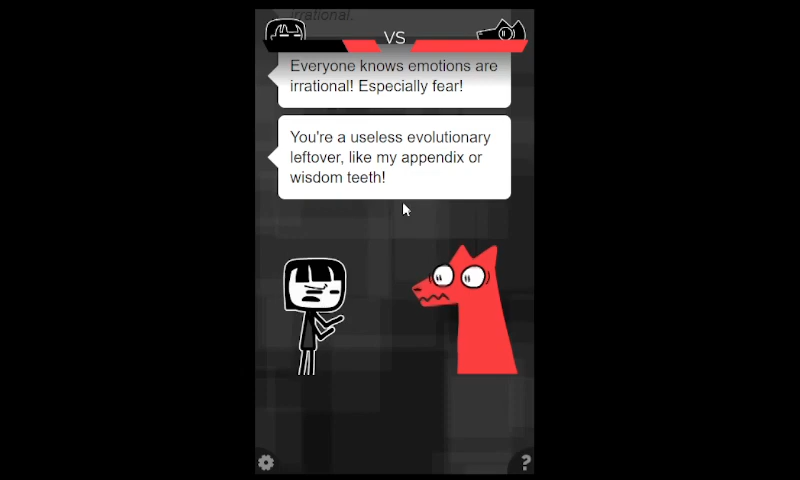 irrational.
VS
Everyone knows emotions are
irrational! Especially fear!
You're a useless evolutionary
leftover, like my appendix or
wisdom teeth!
?